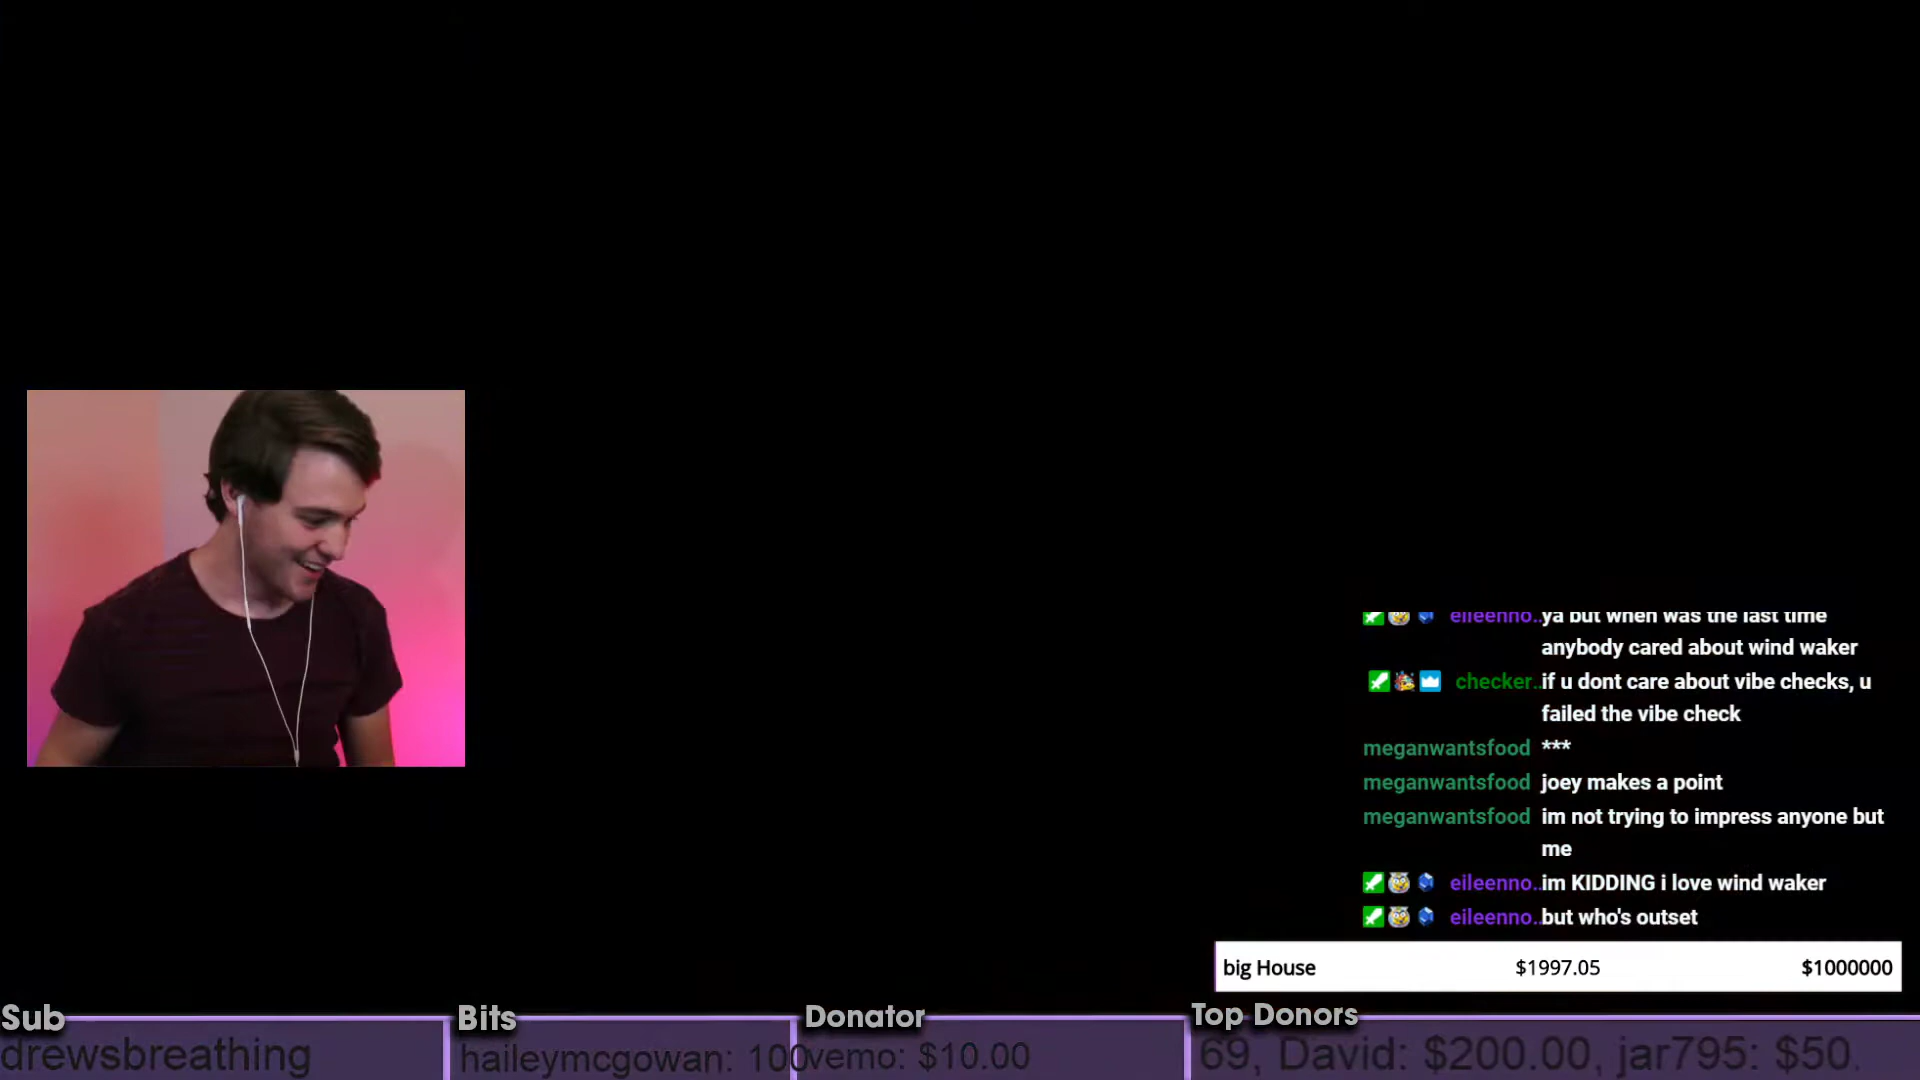 eileenno..ya but when was the last time
anybody cared about wind waker
checker..if u dont care about vibe checks, u
failed the vibe check
meganwantsfood ***
meganwantsfood joey makes a point
meganwantsfood im not trying to impress anyone but
me
eileenno..im KIDDING i love wind waker
eileenno..but who's outset
big House $1997.05 $1000000
Sub Bits Donator Top Donors
drewsbreathing haileymcgowan: 100 vemo: $10.00 69, David: $200.00, jar795: $50.